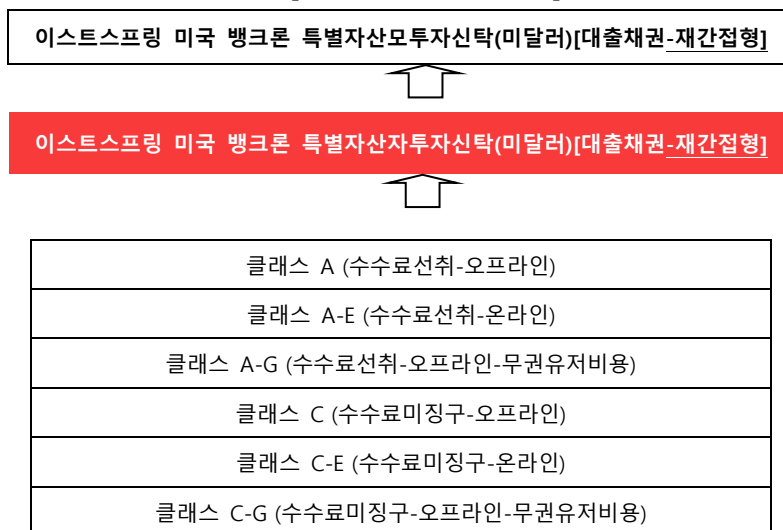 이스트스프링 미국 뱅크론 특별자산모투자신탁(미달러)[대출채권-재간접형]
이스트스프링 미국 뱅크론 특별자산자투자신탁(미달러)[대출채권-재간접형]
클래스 A (수수료선취-오프라인)
클래스 A-E (수수료선취-온라인)
클래스 A-G (수수료선취-오프라인-무권유저비용)
클래스 C (수수료미징구-오프라인)
클래스 C-E (수수료미징구-온라인)
클래스 C-G (수수료미징구-오프라인-무권유저비용)